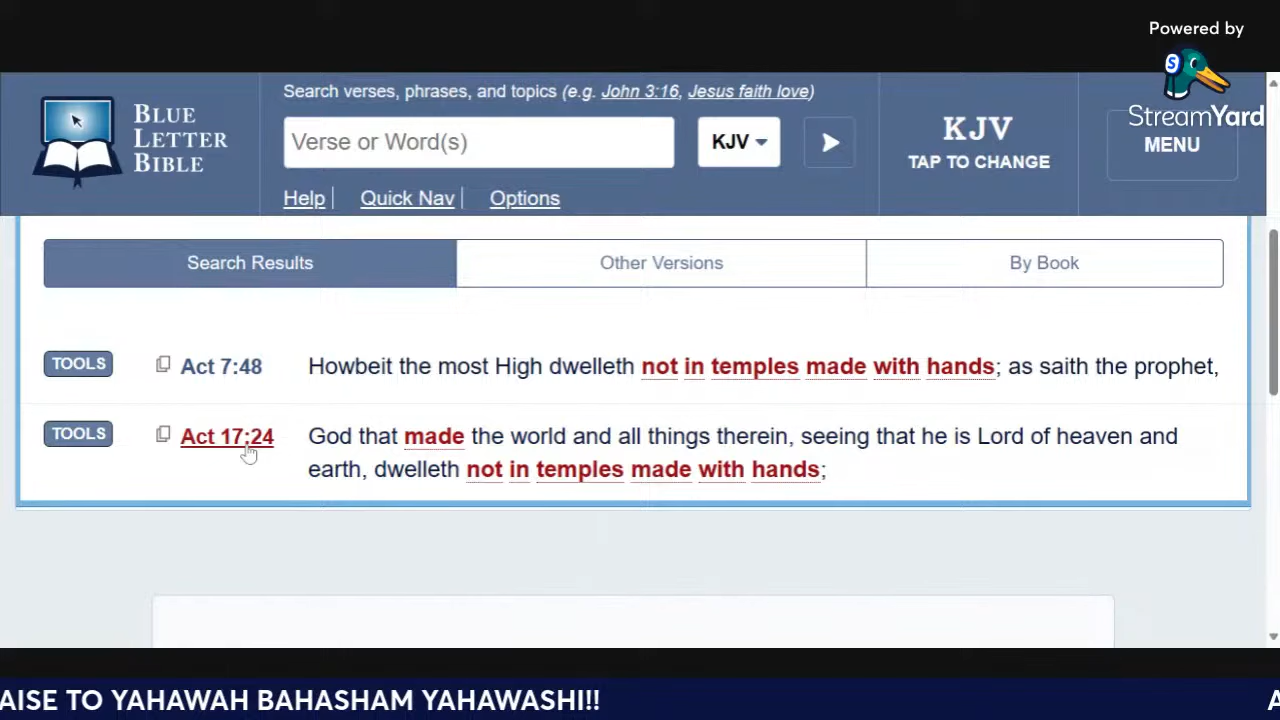 Powered by
S
StreamYard
BLUE
LETTER
BIBLE
Search verses, phrases, and topics (e.g. John 3:16, Jesus faith love)
Verse or Word(s)
KJV
Help
Quick Nav
Options
KJV
TAP TO CHANGE
MENU
Search Results
Other Versions
By Book
TOOLS Act 7:48 Howbeit the most High dwelleth not in temples made with hands; as saith the prophet,
TOOLS Act 17:24 God that made the world and all things therein, seeing that he is Lord of heaven and
earth, dwelleth not in temples made with hands;
AISE TO YAHAWAH BAHASHAM YAHAWASHI!! A